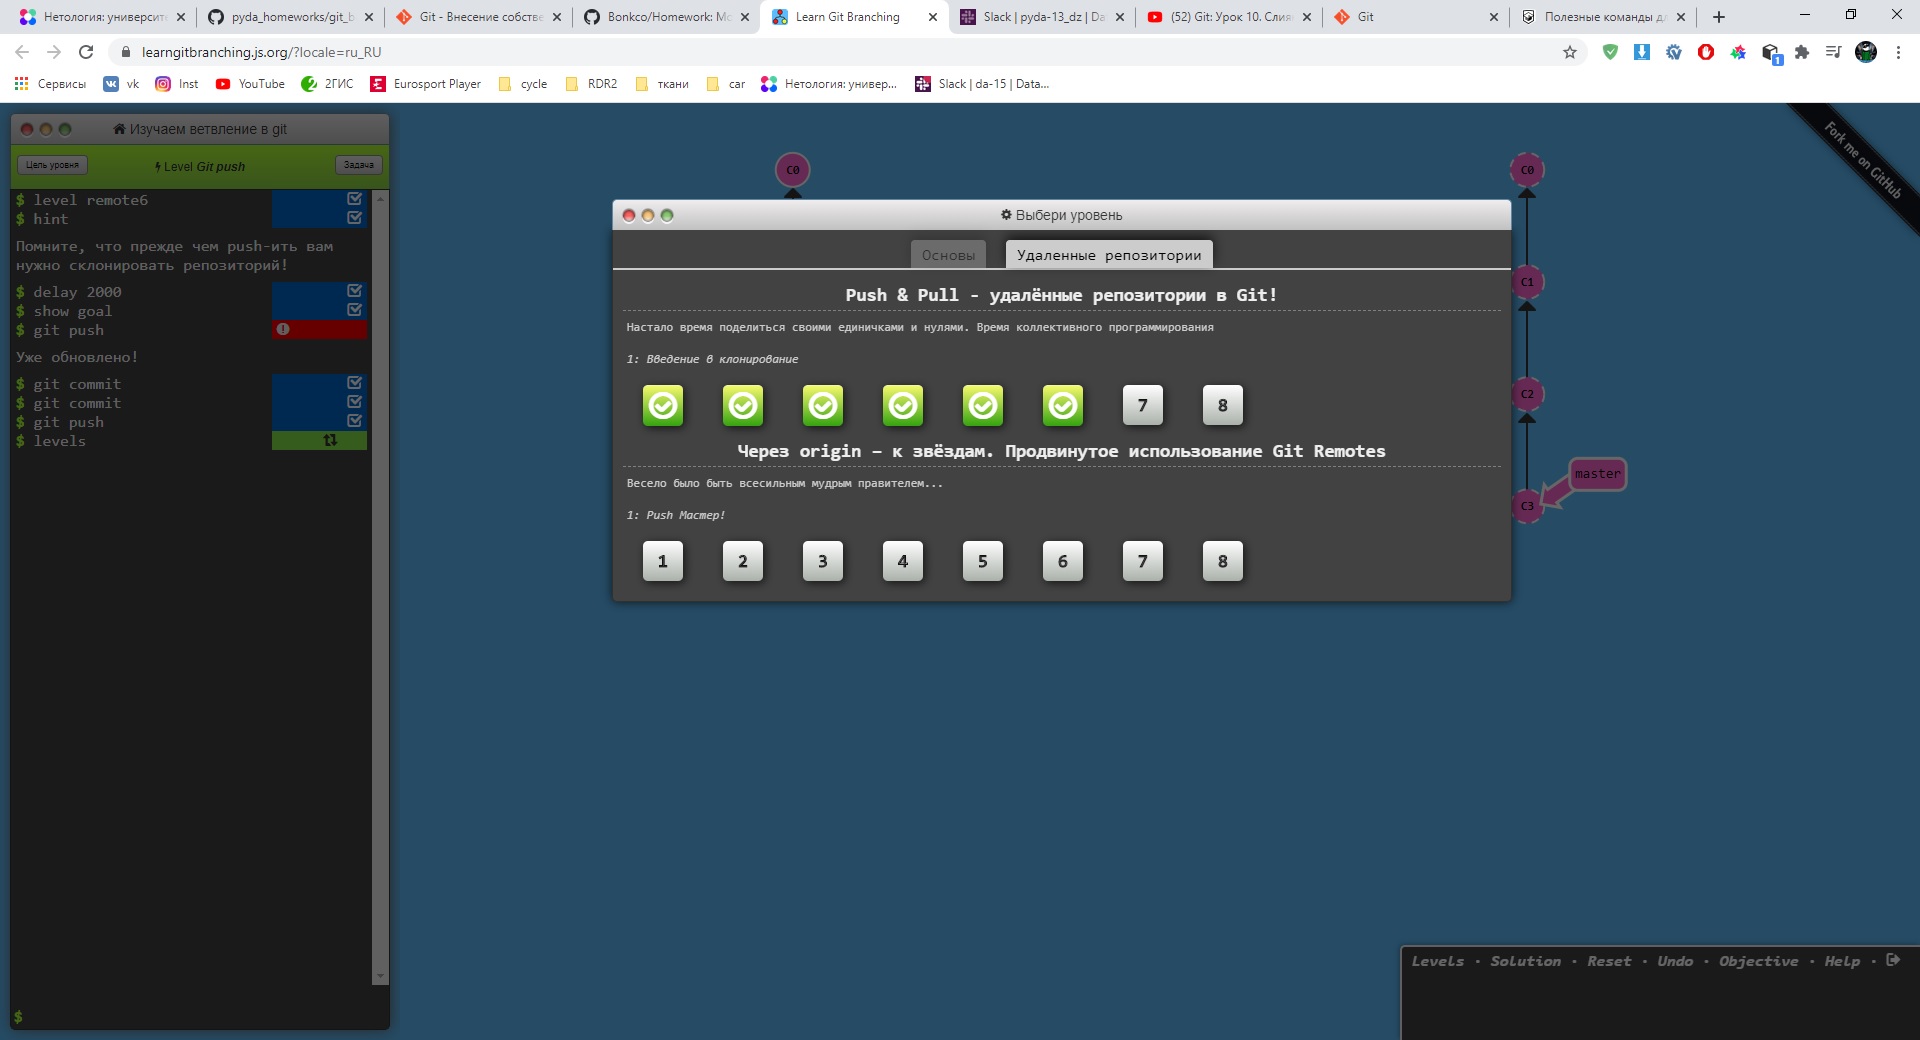 Нетология: университ
pyda_homeworks/git_b
Git - Внесение собстве
Bonkco/Homework: Mo
Learn Git Branching
Slack | pyda-13_dz | Da
(52) Git: Урок 10. Слия
Git
Полезные команды дл
learngitbranching.js.org/?locale=ru_RU
Сервисы
vk
Inst
YouTube
2ГИС
Eurosport Player
cycle
RDR2
ткани
car
Нетология: универ...
Slack | da-15 | Data...
Изучаем ветвление в git
Цель уровня
Level Git push
Задача
$ level remote6
$ hint
Помните, что прежде чем push-ить вам
нужно склонировать репозиторий!
$ delay 2000
$ show goal
$ git push
Уже обновлено!
$ git commit
$ git commit
$ git push
$ levels
$
C0
Выбери уровень
Основы
Удаленные репозитории
Push & Pull - удалённые репозитории в Git!
Настало время поделиться своими единичками и нулями. Время коллективного программирования
1: Введение в клонирование
7
8
Через origin – к звёздам. Продвинутое использование Git Remotes
Весело было быть всесильным мудрым правителем...
1: Push Мастер!
1
2
3
4
5
6
7
8
C0
C1
C2
master
C3
Fork me on GitHub
Levels · Solution · Reset · Undo · Objective · Help ·